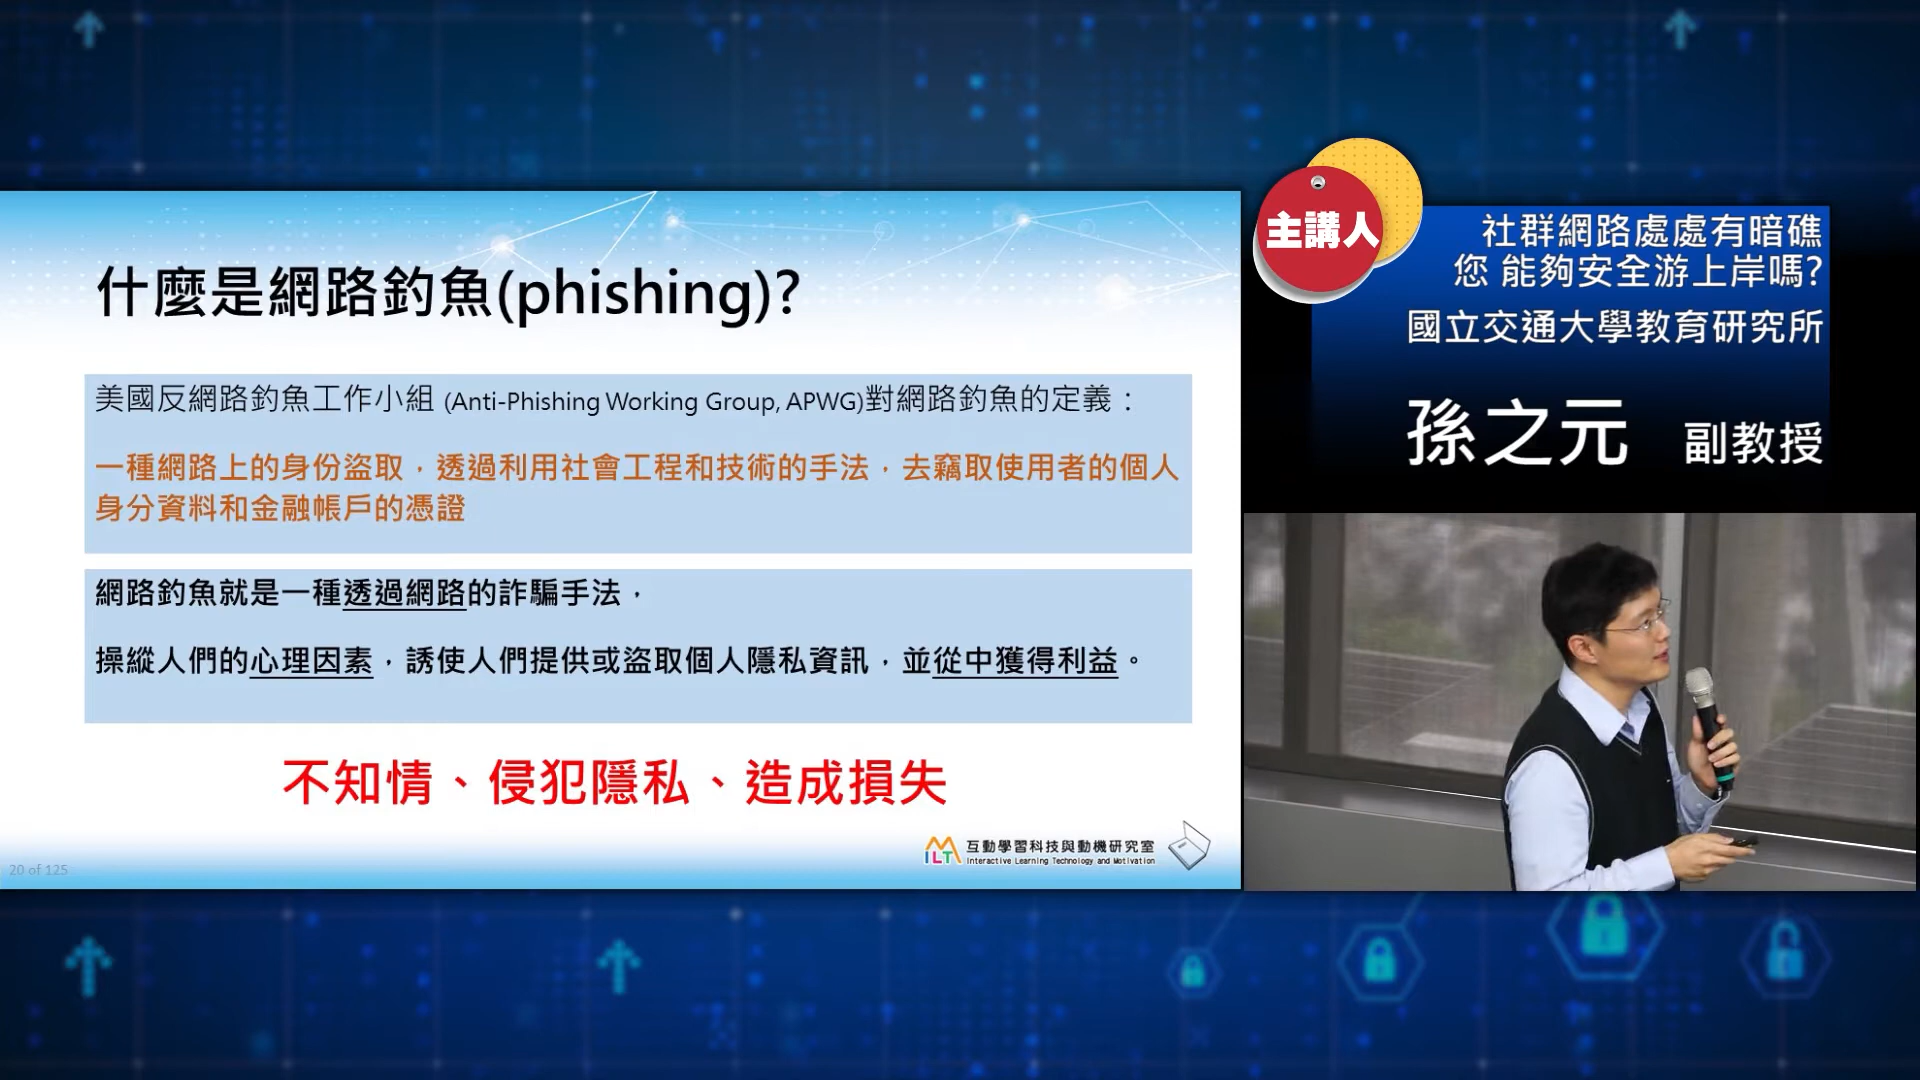 什麼是網路釣魚(phishing)?
美國反網路釣魚工作小組 (Anti-Phishing Working Group, APWG)對網路釣魚的定義：
一種網路上的身份盜取，透過利用社會工程和技術的手法，去竊取使用者的個人
身分資料和金融帳戶的憑證
網路釣魚就是一種透過網路的詐騙手法，
操縱人們的心理因素，誘使人們提供或盜取個人隱私資訊，並從中獲得利益。
不知情、侵犯隱私、造成損失
ILTM
互動學習科技與動機研究室
Interactive Learning Technology and Motivation
20 of 125
主講人
社群網路處處有暗礁
您 能夠安全游上岸嗎?
國立交通大學教育研究所
孫之元 副教授